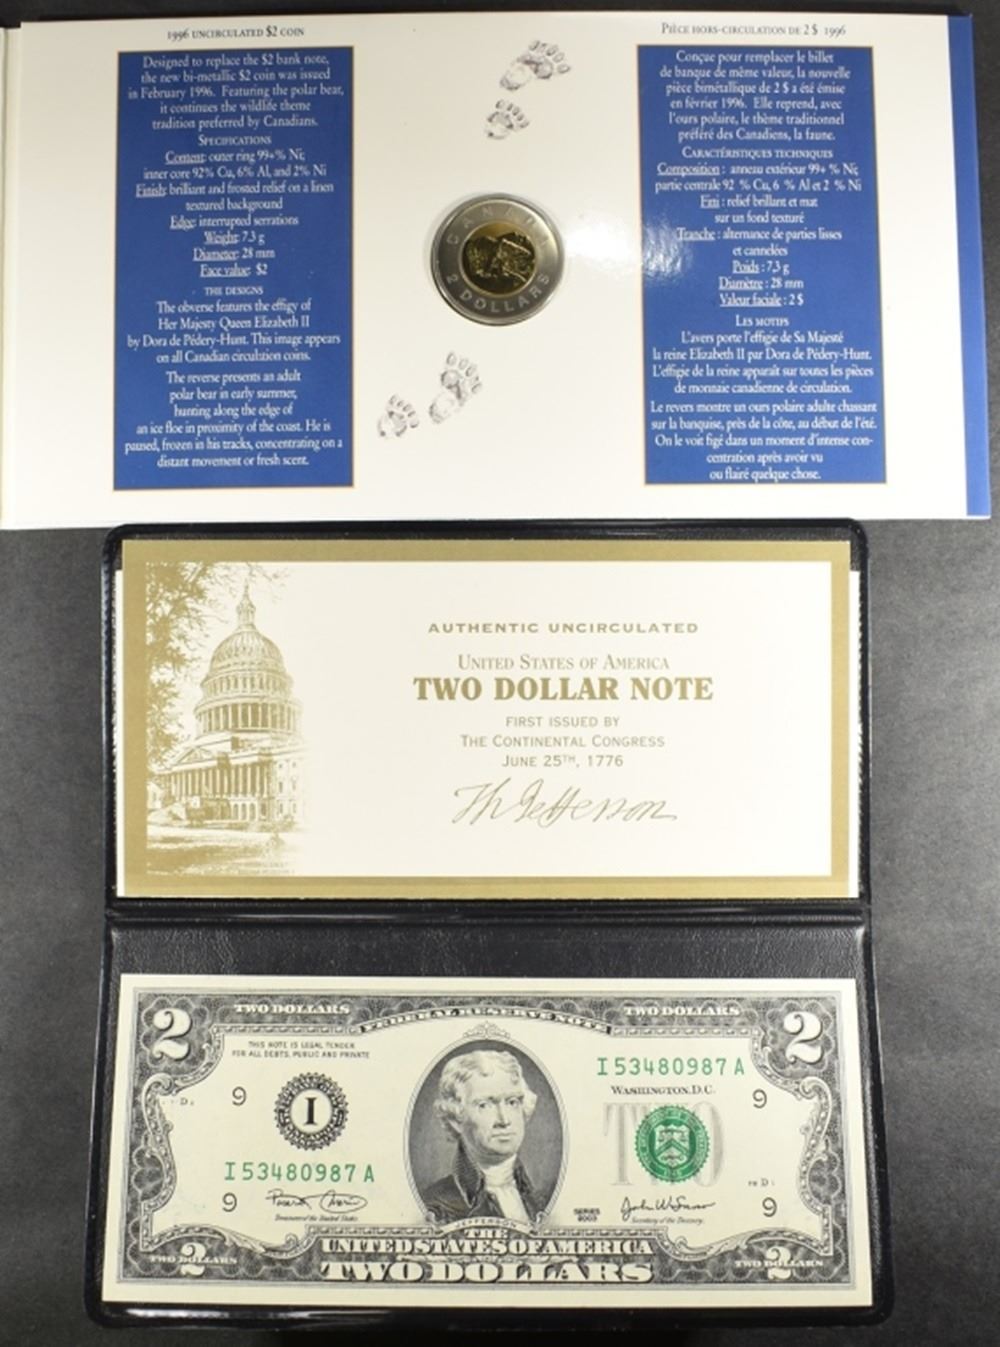 1996 UNCIRCULATED $2 COIN
Designed to replace the $2 bank note,
the new bi-metallic $2 coin was issued
in February 1996. Featuring the polar bear,
it continues the wildlife theme
tradition preferred by Canadians.
SPECIFICATIONS
Content: outer ring 99+% Ni;
inner core 92% Cu, 6% Al, and 2% Ni
Finish: brilliant and frosted relief on a linen
textured background
Edge: interrupted serrations
Weight: 7.3 g
Diameter: 28 mm
Face value: $2
THE DESIGNS
The obverse features the effigy of
Her Majesty Queen Elizabeth II
by Dora de Pédery-Hunt. This image appears
on all Canadian circulation coins.
The reverse presents an adult
polar bear in early summer,
hunting along the edge of
an ice floe in proximity of the coast. He is
paused, frozen in his tracks, concentrating on a
distant movement or fresh scent.
CANADA
2 DOLLARS
PIÈCE HORS-CIRCULATION DE 2 $ 1996
Conçue pour remplacer le billet
de banque de même valeur, la nouvelle
pièce bimétallique de 2 $ a été émise
en février 1996. Elle reprend, avec
l'ours polaire, le thème traditionnel
préféré des Canadiens, la faune.
CARACTÉRISTIQUES TECHNIQUES
Composition : anneau extérieur 99+ % Ni;
partie centrale 92 % Cu, 6 % Al et 2 % Ni
Fini : relief brillant et mat
sur un fond texturé
Tranche : alternance de parties lisses
et cannelées
Poids : 7,3 g
Diamètre : 28 mm
Valeur faciale : 2 $
LES MOTIFS
L'avers porte l'effigie de Sa Majesté
la reine Elizabeth II par Dora de Pédery-Hunt.
L'effigie de la reine apparaît sur toutes les pièces
de monnaie canadienne de circulation.
Le revers montre un ours polaire adulte chassant
sur la banquise, près de la côte, au début de l'été.
On le voit figé dans un moment d'intense con-
centration après avoir vu
ou flairé quelque chose.
AUTHENTIC UNCIRCULATED
UNITED STATES OF AMERICA
TWO DOLLAR NOTE
FIRST ISSUED BY
THE CONTINENTAL CONGRESS
JUNE 25TH, 1776
Th Jefferson
2 TWO DOLLARS FEDERAL RESERVE NOTE TWO DOLLARS 2
THIS NOTE IS LEGAL TENDER
FOR ALL DEBTS, PUBLIC AND PRIVATE
I 53480987 A
WASHINGTON, D.C.
9 I TWO 9
I 53480987 A
9 9
Treasurer of the United States
SERIES
2003
Secretary of the Treasury.
JEFFERSON
THE
UNITED STATES OF AMERICA
TWO DOLLARS
TWO 2 DOLLARS
TWO 2 DOLLARS